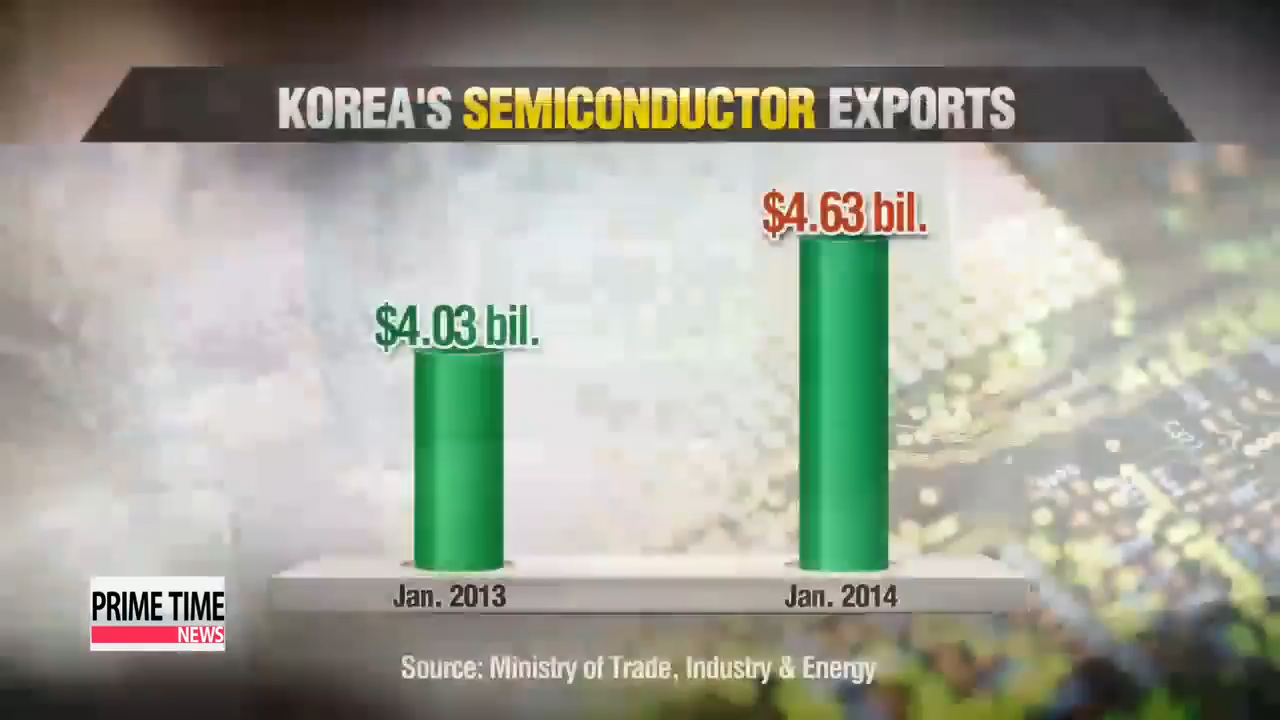 KOREA'S SEMICONDUCTOR EXPORTS
$4.63 bil.
$4.03 bil.
Jan. 2013
Jan. 2014
PRIME TIME
NEWS
Source: Ministry of Trade, Industry & Energy